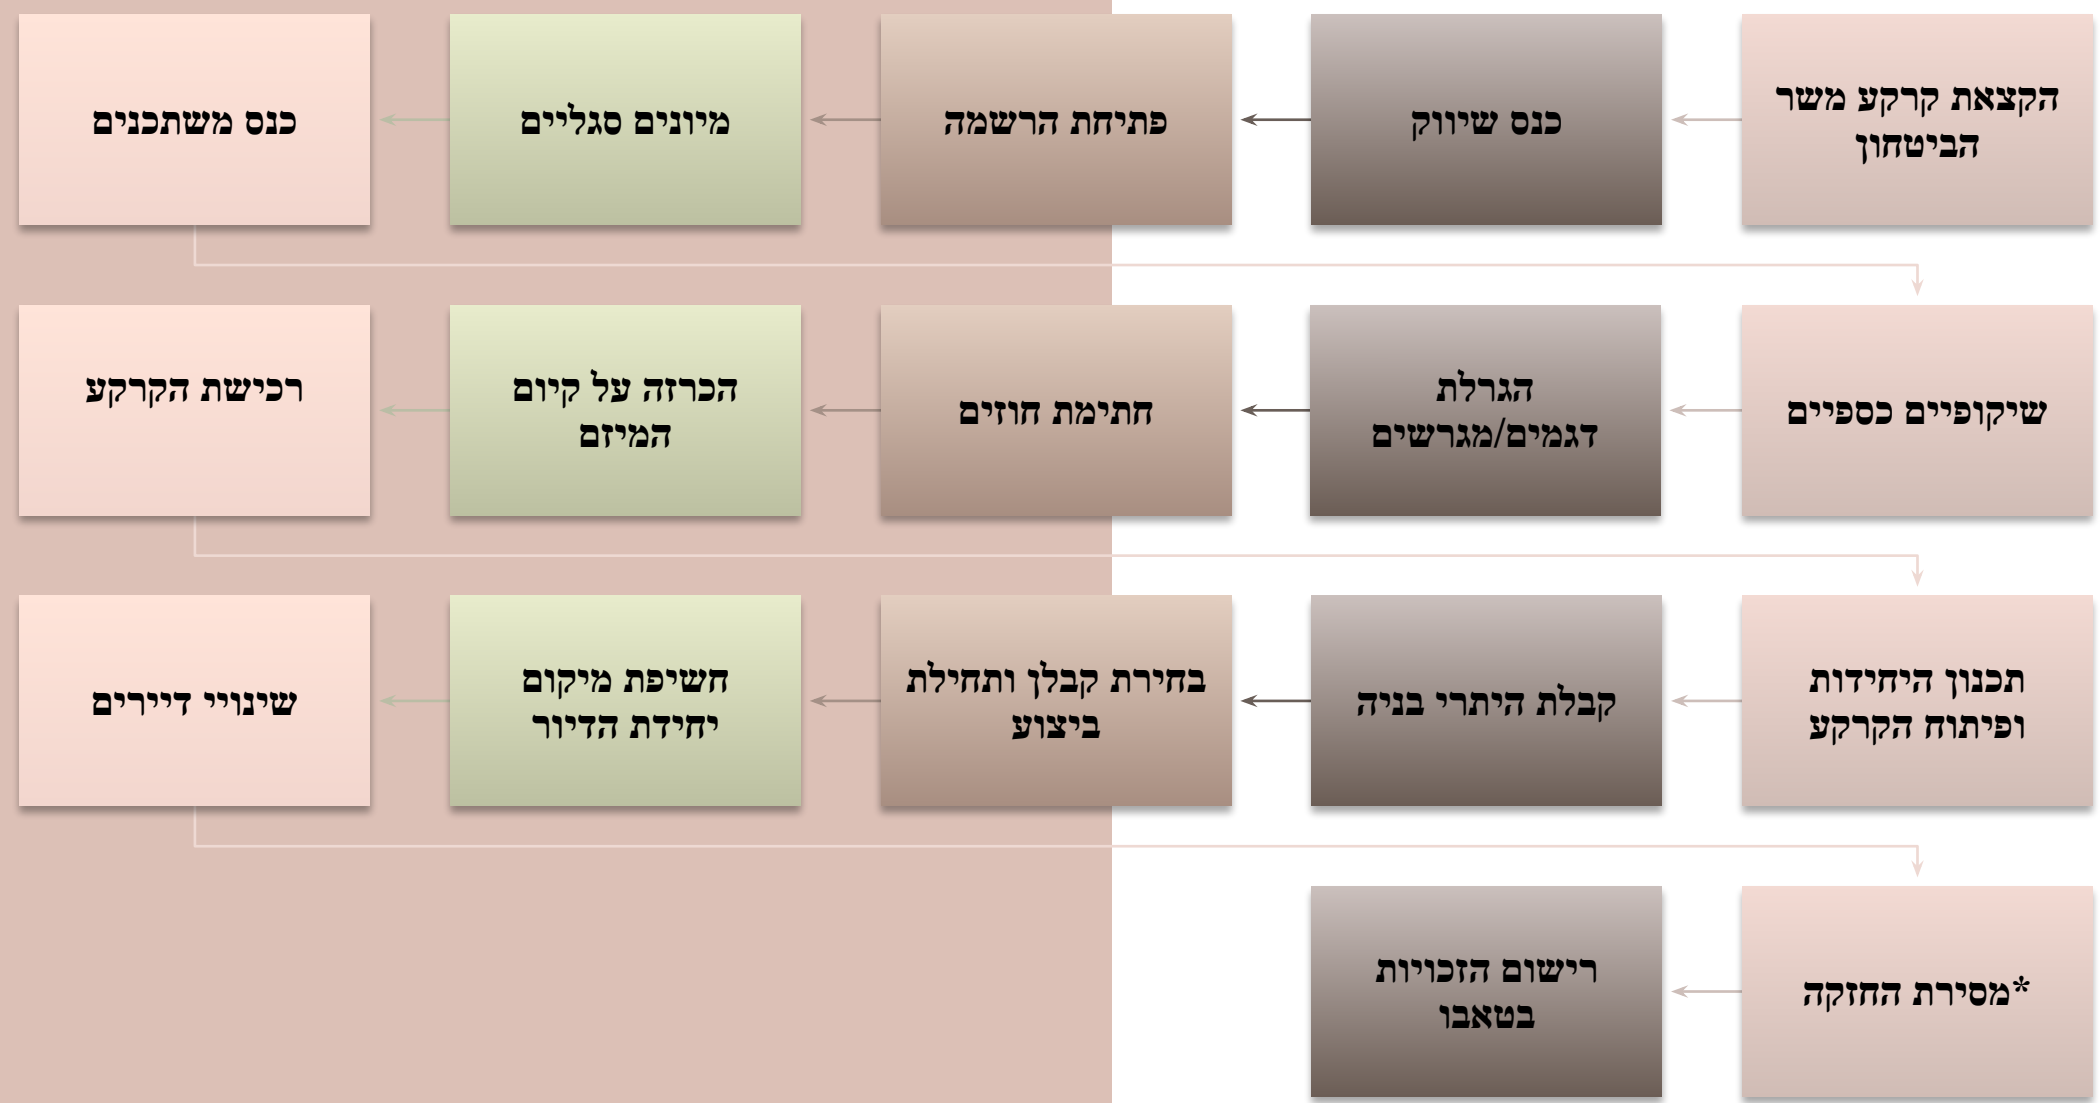 הקצאת קרקע משר
הביטחון
כנס שיווק
פתיחת הרשמה
מיונים סגליים
כנס משתכנים
שיקופיים כספיים
הגרלת
דגמים/מגרשים
חתימת חוזים
הכרזה על קיום
המיזם
רכישת הקרקע
תכנון היחידות
ופיתוח הקרקע
קבלת היתרי בניה
בחירת קבלן ותחילת
ביצוע
חשיפת מיקום
יחידת הדיור
שינויי דיירים
*מסירת החזקה
רישום הזכויות
בטאבו